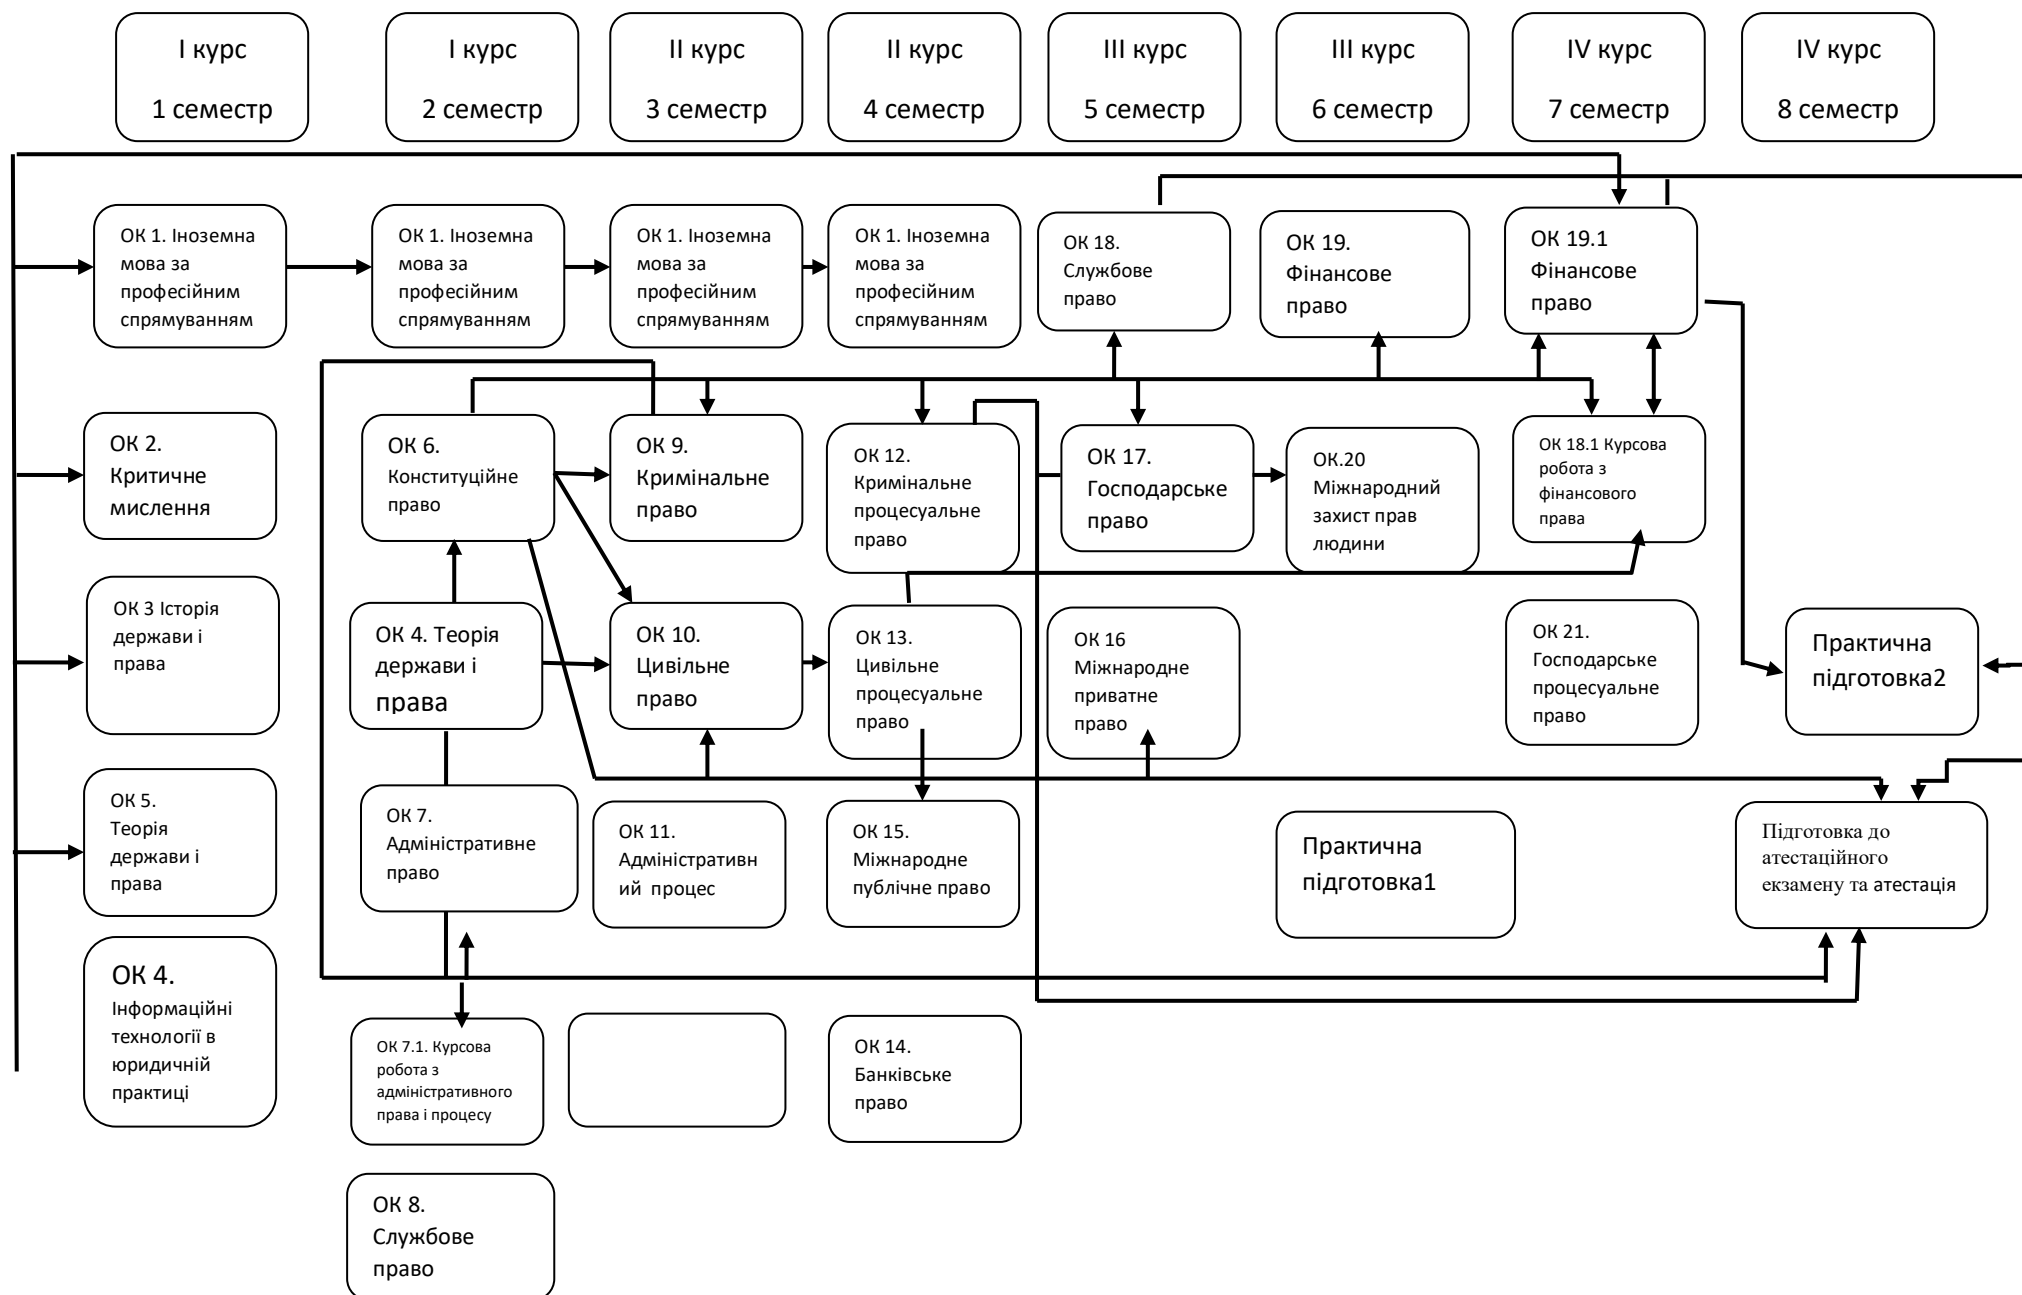 І курс
1 семестр
І курс
2 семестр
ІІ курс
3 семестр
ІІ курс
4 семестр
ІІІ курс
5 семестр
ІІІ курс
6 семестр
IV курс
7 семестр
IV курс
8 семестр
ОК 1. Іноземна
мова за
професійним
спрямуванням
ОК 1. Іноземна
мова за
професійним
спрямуванням
ОК 1. Іноземна
мова за
професійним
спрямуванням
ОК 1. Іноземна
мова за
професійним
спрямуванням
ОК 18.
Службове
право
ОК 19.
Фінансове
право
ОК 19.1
Фінансове
право
ОК 2.
Критичне
мислення
ОК 6.
Конституційне
право
ОК 9.
Кримінальне
право
ОК 12.
Кримінальне
процесуальне
право
ОК 17.
Господарське
право
ОК.20
Міжнародний
захист прав
людини
ОК 18.1 Курсова
робота з
фінансового
права
ОК 3 Історія
держави і
права
ОК 4. Теорія
держави і
права
ОК 10.
Цивільне
право
ОК 13.
Цивільне
процесуальне
право
ОК 16
Міжнародне
приватне
право
ОК 21.
Господарське
процесуальне
право
Практична
підготовка2
ОК 5.
Теорія
держави і
права
ОК 7.
Адміністративне
право
ОК 11.
Адміністративн
ий процес
ОК 15.
Міжнародне
публічне право
Практична
підготовка1
Підготовка до
атестаційного
екзамену та атестація
ОК 4.
Інформаційні
технології в
юридичній
практиці
ОК 7.1. Курсова
робота з
адміністративного
права і процесу
ОК 14.
Банківське
право
ОК 8.
Службове
право